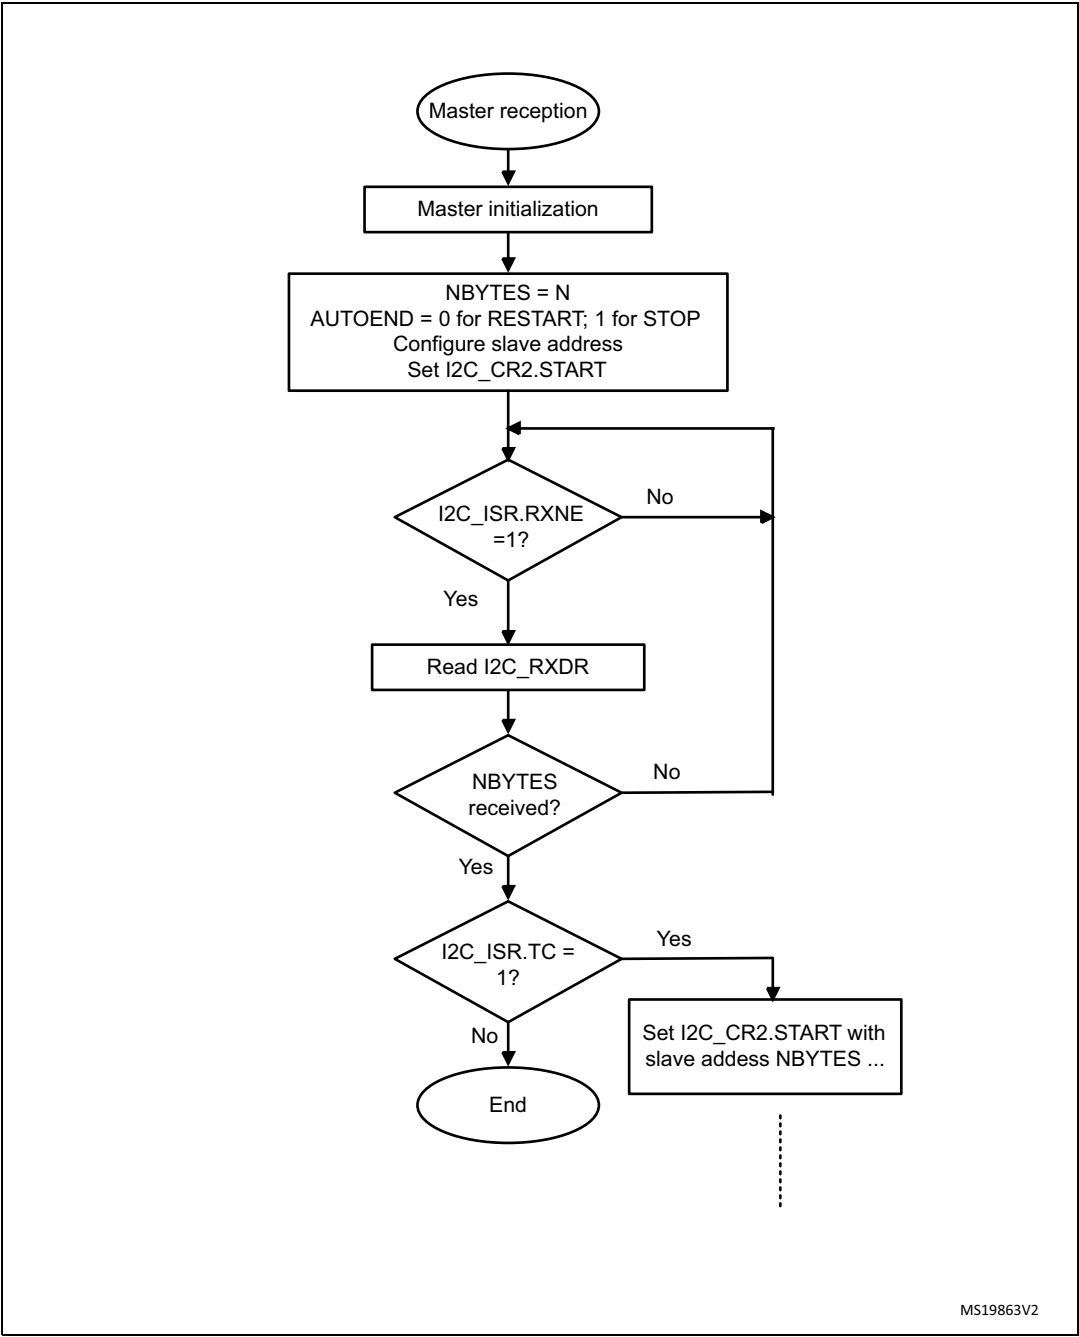 Master reception
Master initialization
NBYTES = N
AUTOEND = 0 for RESTART; 1 for STOP
Configure slave address
Set I2C_CR2.START
I2C_ISR.RXNE
=1?
No
Yes
Read I2C_RXDR
NBYTES
received?
No
Yes
I2C_ISR.TC =
1?
Yes
No
Set I2C_CR2.START with
slave addess NBYTES ...
End
MS19863V2